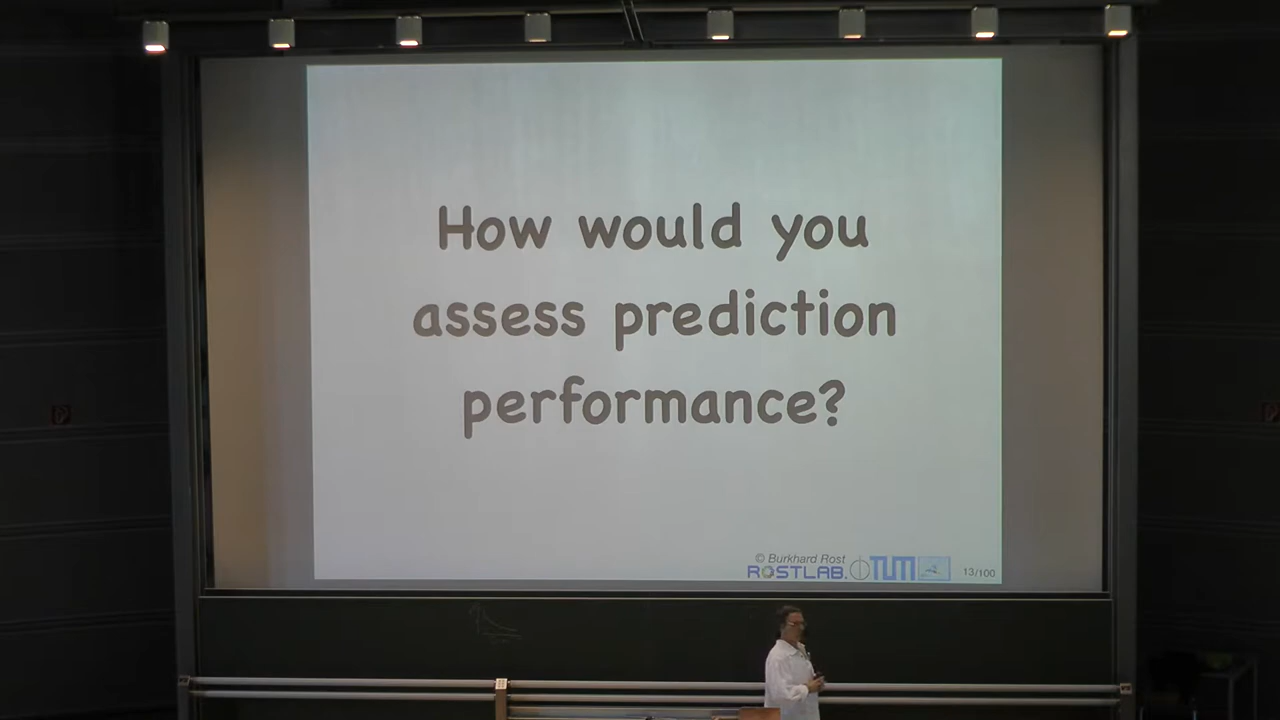 How would you
assess prediction
performance?
© Burkhard Rost
ROSTLAB. TUM
13/100